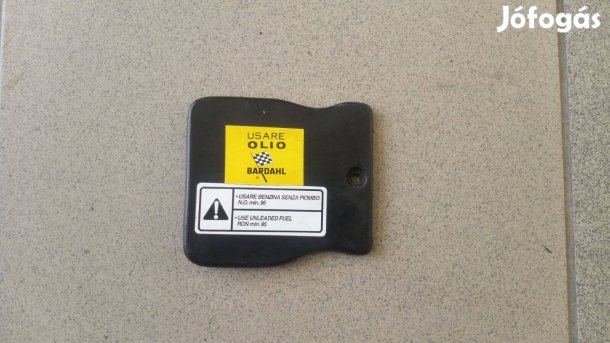 Jófogás
USARE
OLIO
BARDAHL
• USARE BENZINA SENZA PIOMBO
N.O. min. 95
• USE UNLEADED FUEL
RON min. 95